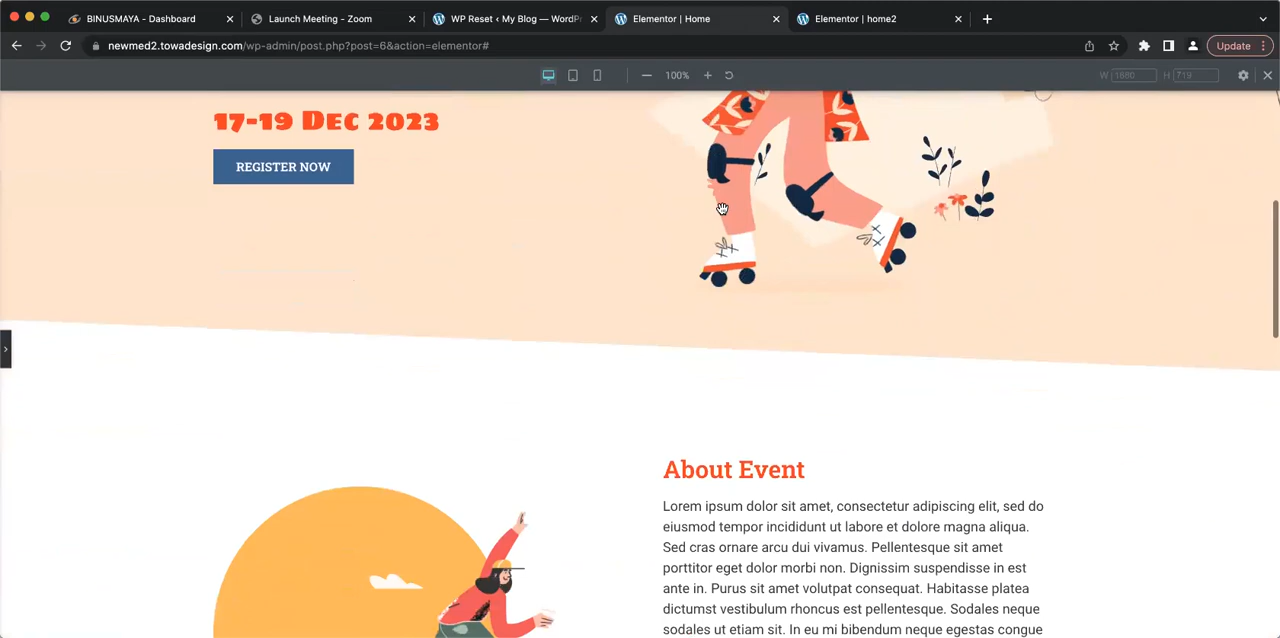 BINUSMAYA - Dashboard
Launch Meeting - Zoom
WP Reset ‹ My Blog — WordPr
Elementor | Home
Elementor | home2
newmed2.towadesign.com/wp-admin/post.php?post=6&action=elementor#
Update
100%
W 1880 H 719
17-19 Dec 2023
REGISTER NOW
About Event
Lorem ipsum dolor sit amet, consectetur adipiscing elit, sed do
eiusmod tempor incididunt ut labore et dolore magna aliqua.
Sed cras ornare arcu dui vivamus. Pellentesque sit amet
porttitor eget dolor morbi non. Dignissim suspendisse in est
ante in. Purus sit amet volutpat consequat. Habitasse platea
dictumst vestibulum rhoncus est pellentesque. Sodales neque
sodales ut etiam sit. In eu mi bibendum neque egestas congue